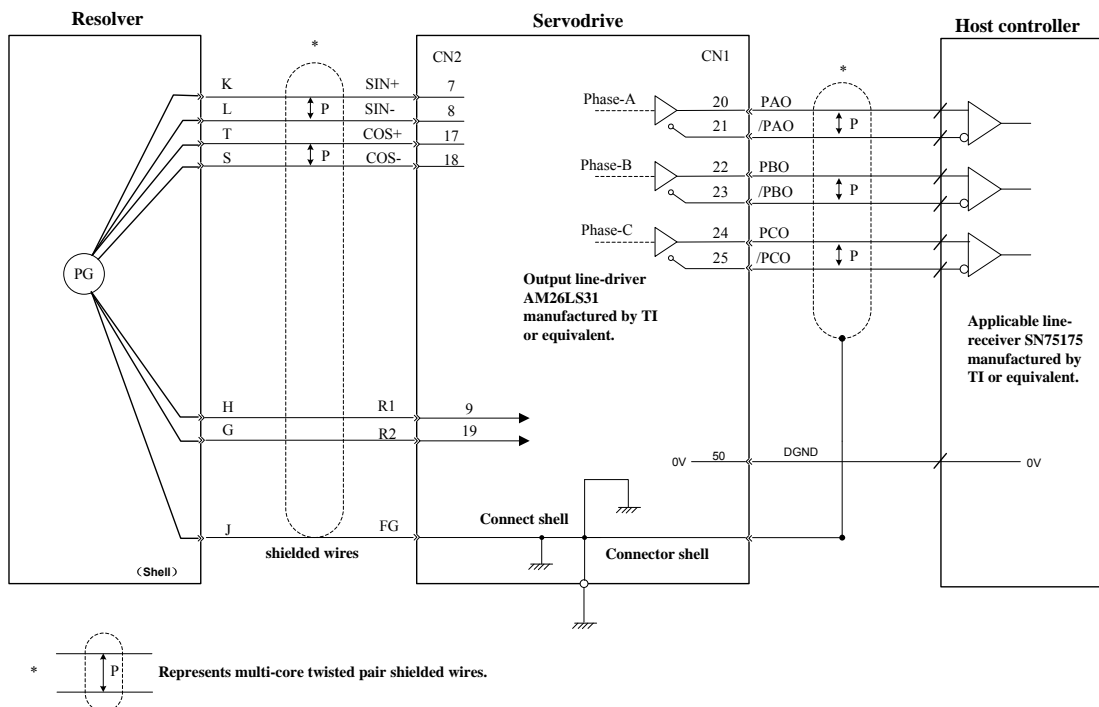 Resolver
Servodrive
Host controller
*
CN2
CN1
*
K SIN+ 7
L P SIN- 8
T COS+ 17
S P COS- 18
Phase-A 20 PAO
21 /PAO P
Phase-B 22 PBO
23 /PBO P
Phase-C 24 PCO
25 /PCO P
PG
Output line-driver
AM26LS31
manufactured by TI
or equivalent.
Applicable line-
receiver SN75175
manufactured by
TI or equivalent.
H R1 9
G R2 19
0V 50 DGND 0V
J FG
Connect shell
Connector shell
shielded wires
(Shell)
* P Represents multi-core twisted pair shielded wires.